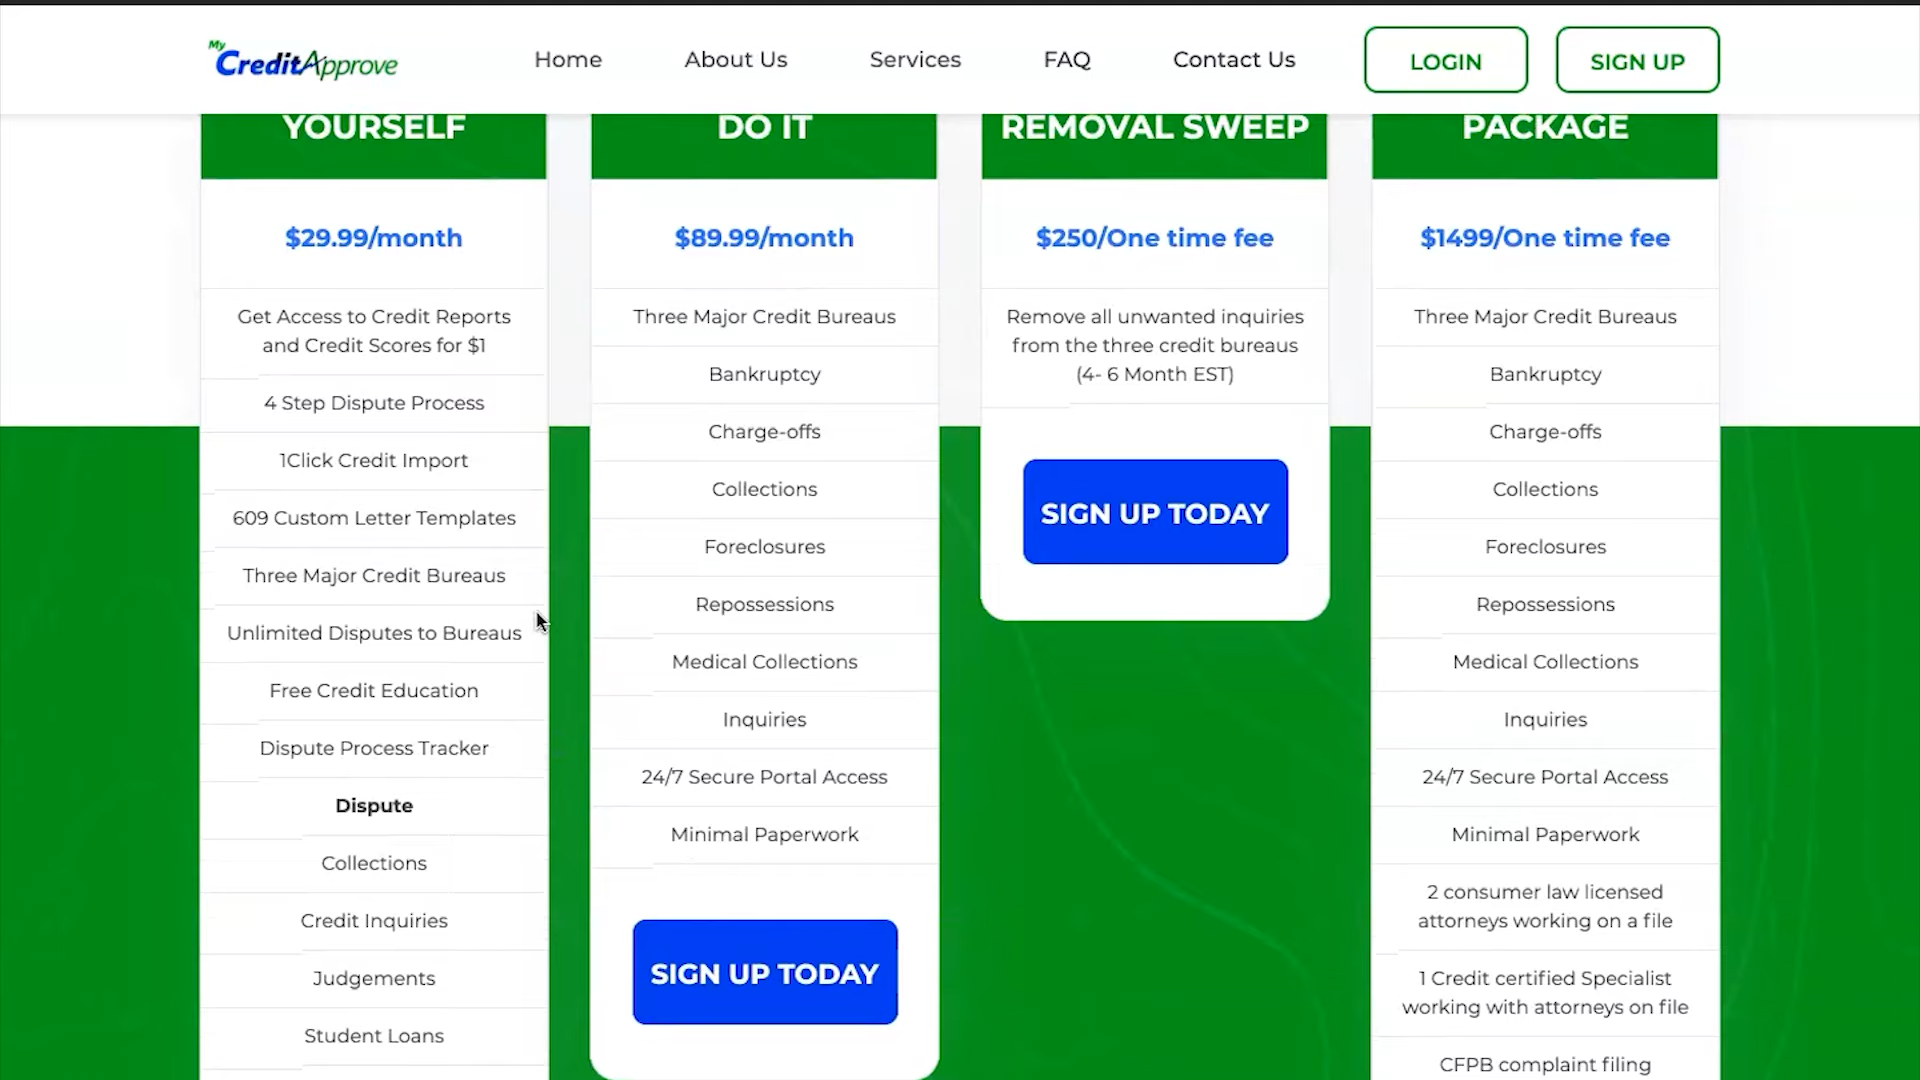 My
CreditApprove
Home
About Us
Services
FAQ
Contact Us
LOGIN
SIGN UP
YOURSELF
$29.99/month
Get Access to Credit Reports
and Credit Scores for $1
4 Step Dispute Process
1Click Credit Import
609 Custom Letter Templates
Three Major Credit Bureaus
Unlimited Disputes to Bureaus
Free Credit Education
Dispute Process Tracker
Dispute
Collections
Credit Inquiries
Judgements
Student Loans
DO IT
$89.99/month
Three Major Credit Bureaus
Bankruptcy
Charge-offs
Collections
Foreclosures
Repossessions
Medical Collections
Inquiries
24/7 Secure Portal Access
Minimal Paperwork
SIGN UP TODAY
REMOVAL SWEEP
$250/One time fee
Remove all unwanted inquiries
from the three credit bureaus
(4- 6 Month EST)
SIGN UP TODAY
PACKAGE
$1499/One time fee
Three Major Credit Bureaus
Bankruptcy
Charge-offs
Collections
Foreclosures
Repossessions
Medical Collections
Inquiries
24/7 Secure Portal Access
Minimal Paperwork
2 consumer law licensed
attorneys working on a file
1 Credit certified Specialist
working with attorneys on file
CFPB complaint filing